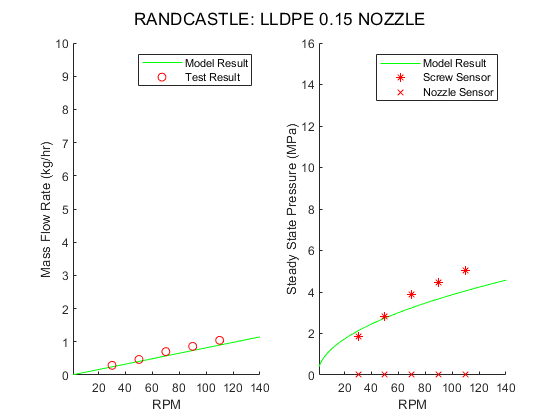 RANDCASTLE: LLDPE 0.15 NOZZLE
Mass Flow Rate (kg/hr)
10
9
8
7
6
5
4
3
2
1
0
Model Result
Test Result
20 40 60 80 100 120 140
RPM
Steady State Pressure (MPa)
16
14
12
10
8
6
4
2
0
Model Result
Screw Sensor
Nozzle Sensor
20 40 60 80 100 120 140
RPM